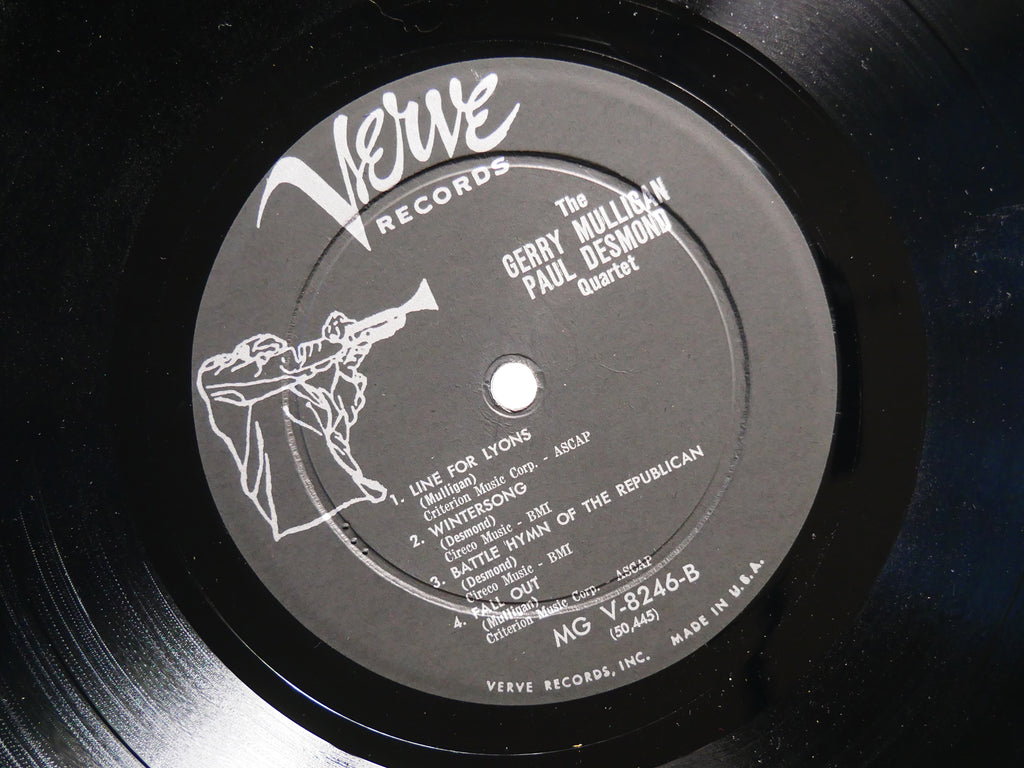 Verve
RECORDS
The
GERRY MULLIGAN
PAUL DESMOND
Quartet
1. LINE FOR LYONS
(Mulligan)
Criterion Music Corp. - ASCAP
2. WINTERSONG
(Desmond)
Cireco Music - BMI
3. BATTLE HYMN OF THE REPUBLICAN
(Desmond)
Cireco Music - BMI
4. FALL OUT
(Mulligan)
Criterion Music Corp. - ASCAP
MG V-8246-B
(50,445)
VERVE RECORDS, INC. MADE IN U.S.A.